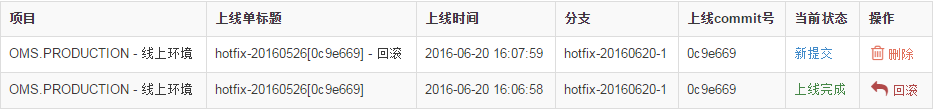 项目 上线单标题 上线时间 分支 上线commit号 当前状态 操作
OMS.PRODUCTION - 线上环境 hotfix-20160526[0c9e669] - 回滚 2016-06-20 16:07:59 hotfix-20160620-1 0c9e669 新提交 删除
OMS.PRODUCTION - 线上环境 hotfix-20160526[0c9e669] 2016-06-20 16:06:58 hotfix-20160620-1 0c9e669 上线完成 回滚